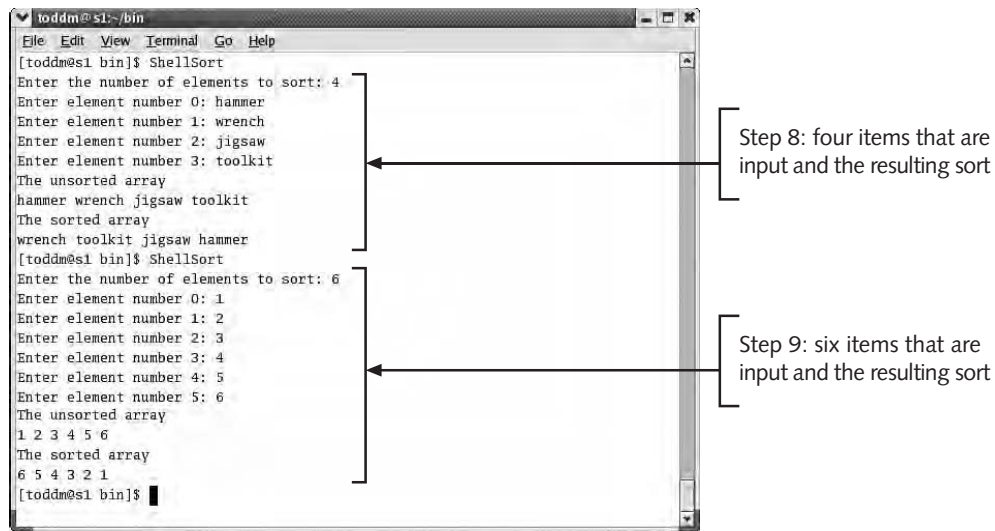 toddm@s1:~/bin
File Edit View Terminal Go Help
[toddm@s1 bin]$ ShellSort
Enter the number of elements to sort: 4
Enter element number 0: hammer
Enter element number 1: wrench
Enter element number 2: jigsaw
Enter element number 3: toolkit
The unsorted array
hammer wrench jigsaw toolkit
The sorted array
wrench toolkit jigsaw hammer
[toddm@s1 bin]$ ShellSort
Enter the number of elements to sort: 6
Enter element number 0: 1
Enter element number 1: 2
Enter element number 2: 3
Enter element number 3: 4
Enter element number 4: 5
Enter element number 5: 6
The unsorted array
1 2 3 4 5 6
The sorted array
6 5 4 3 2 1
[toddm@s1 bin]$
Step 8: four items that are
input and the resulting sort
Step 9: six items that are
input and the resulting sort